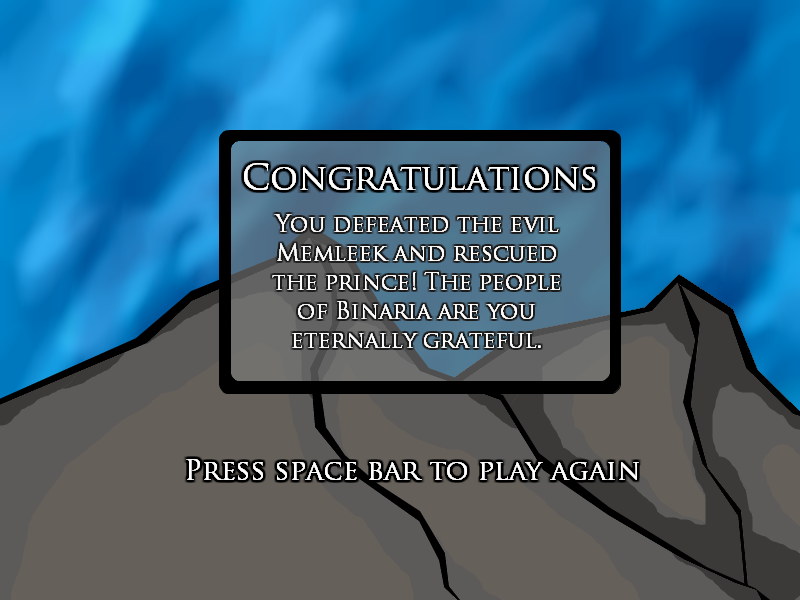 Congratulations
You defeated the evil
Memleek and rescued
the prince! The people
of Binaria are you
eternally grateful.
Press space bar to play again